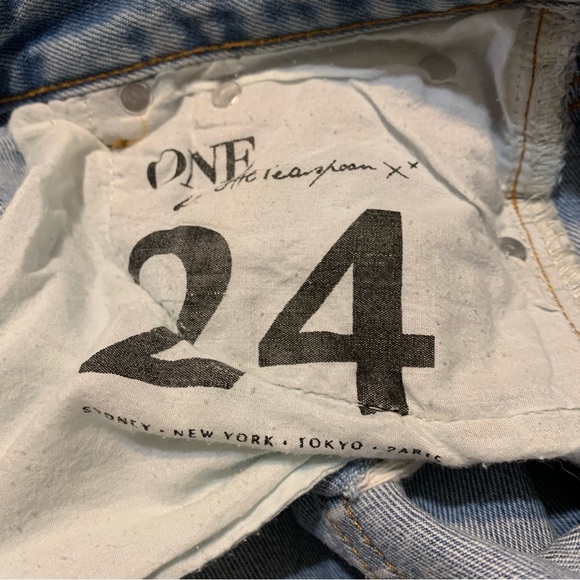 ONE
Teaspoon xx
24
SYDNEY · NEW YORK · TOKYO · PARIS